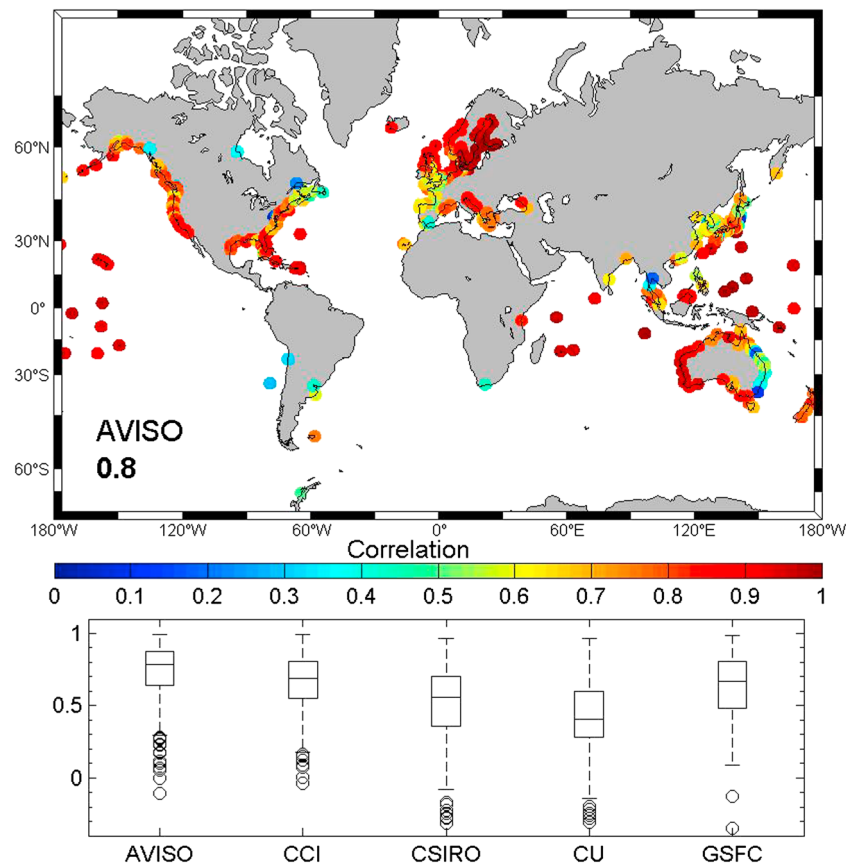 60°N
30°N
0°
30°S
60°S
AVISO
0.8
180°W 120°W 60°W 0°E 60°E 120°E 180°W
Correlation
0 0.1 0.2 0.3 0.4 0.5 0.6 0.7 0.8 0.9 1
1
0.5
0
AVISO CCI CSIRO CU GSFC